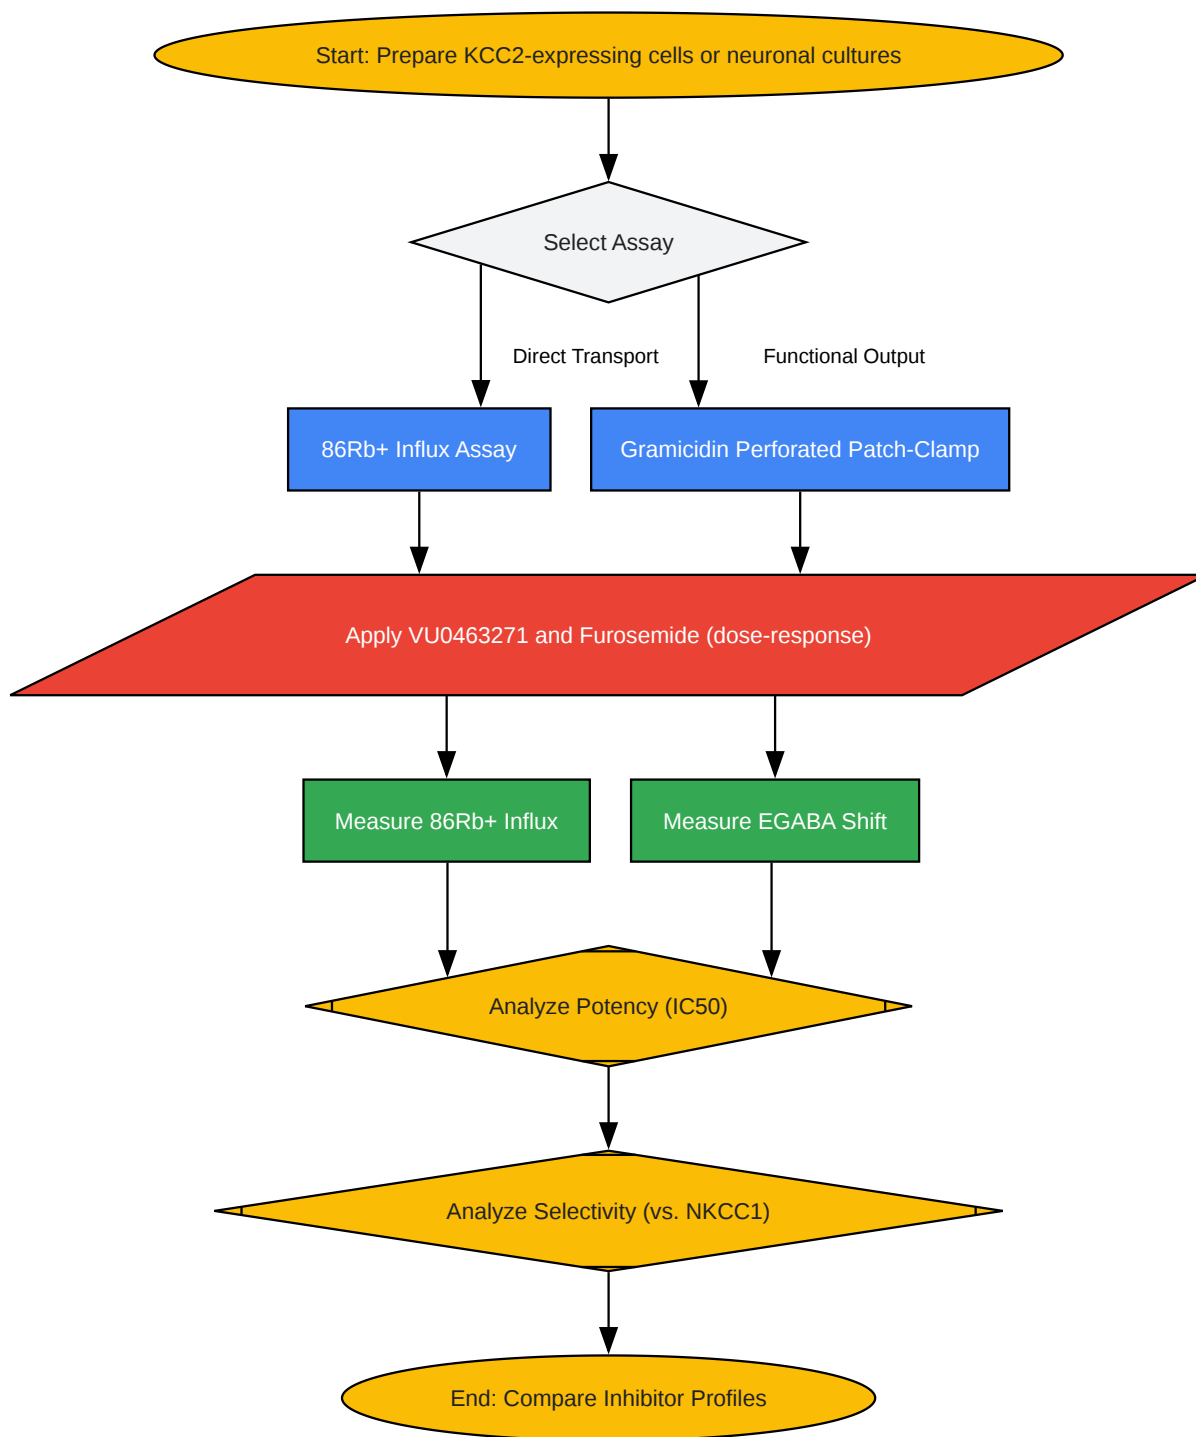 Start: Prepare KCC2-expressing cells or neuronal cultures
Select Assay
Direct Transport
Functional Output
86Rb+ Influx Assay
Gramicidin Perforated Patch-Clamp
Apply VU0463271 and Furosemide (dose-response)
Measure 86Rb+ Influx
Measure EGABA Shift
Analyze Potency (IC50)
Analyze Selectivity (vs. NKCC1)
End: Compare Inhibitor Profiles